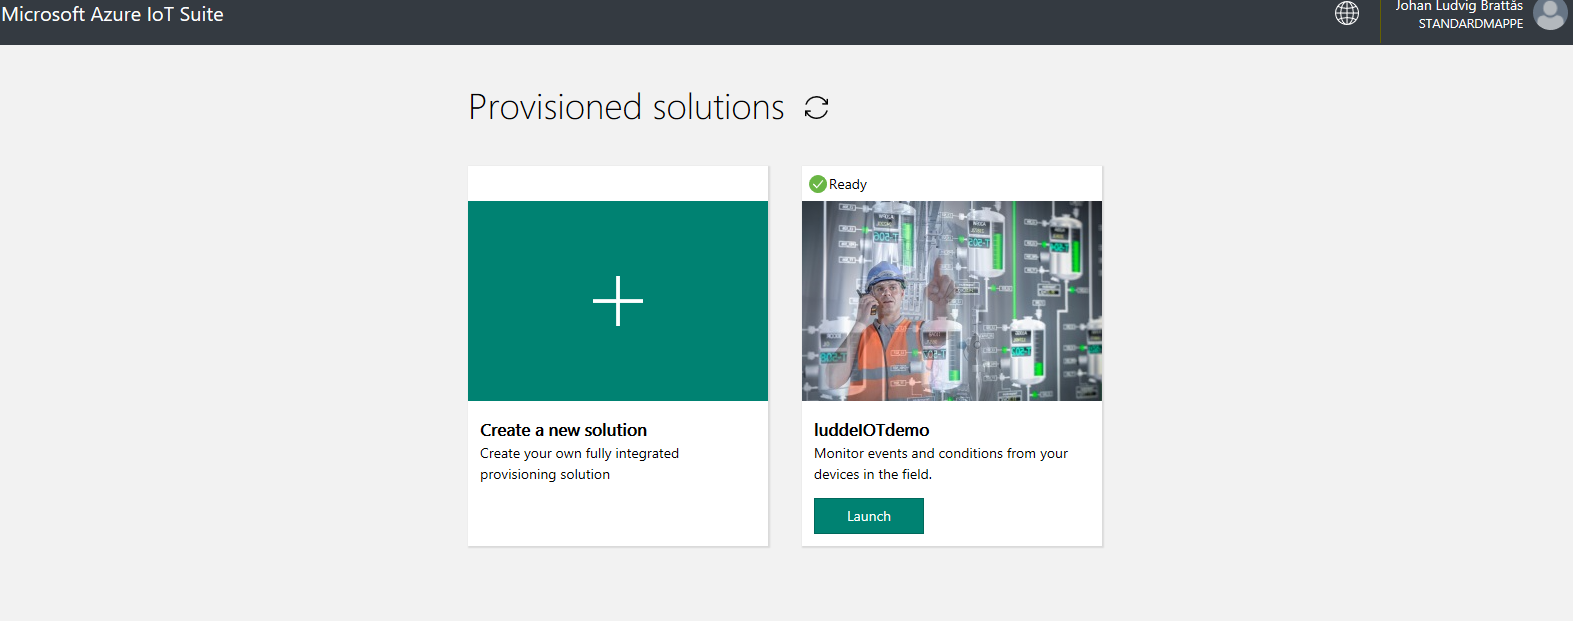 Microsoft Azure IoT Suite
Johan Ludvig Brattås
STANDARDMAPPE
Provisioned solutions
Ready
Create a new solution
Create your own fully integrated
provisioning solution
luddeIOTdemo
Monitor events and conditions from your
devices in the field.
Launch